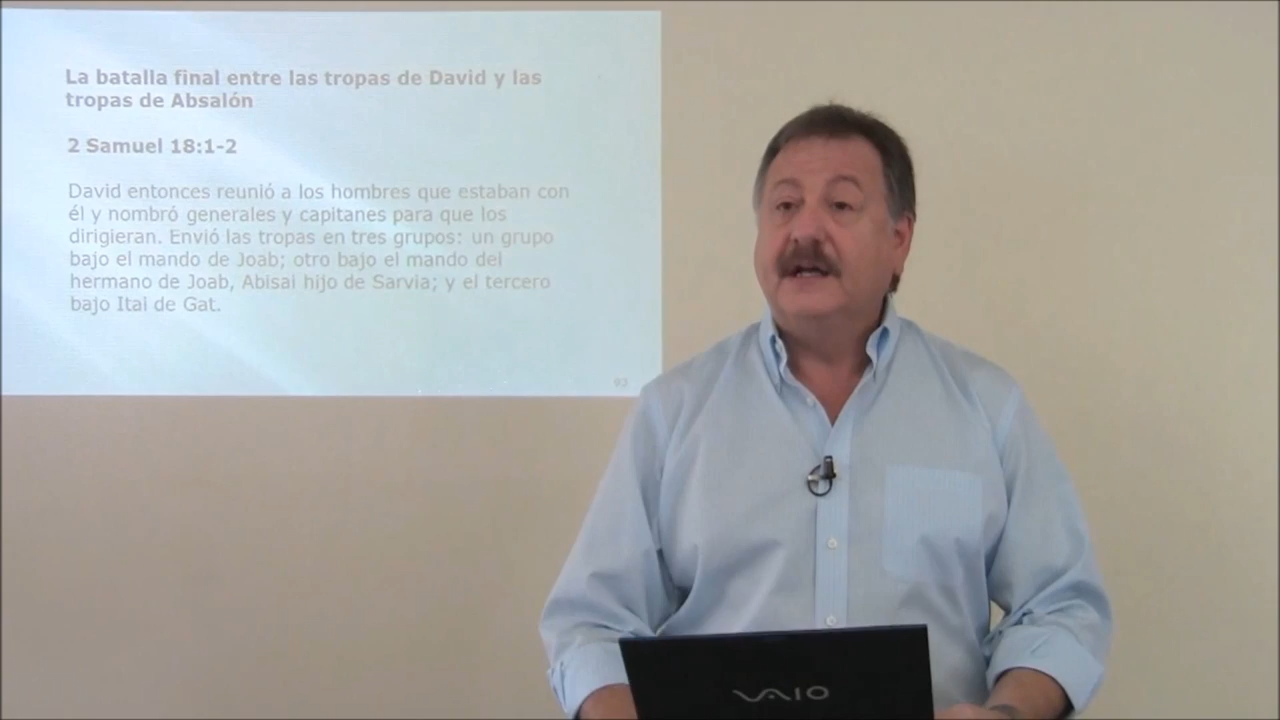 La batalla final entre las tropas de David y las
tropas de Absalón
2 Samuel 18:1-2
David entonces reunió a los hombres que estaban con
él y nombró generales y capitanes para que los
dirigieran. Envió las tropas en tres grupos: un grupo
bajo el mando de Joab; otro bajo el mando del
hermano de Joab, Abisai hijo de Sarvia; y el tercero
bajo Itai de Gat.
93
VAIO